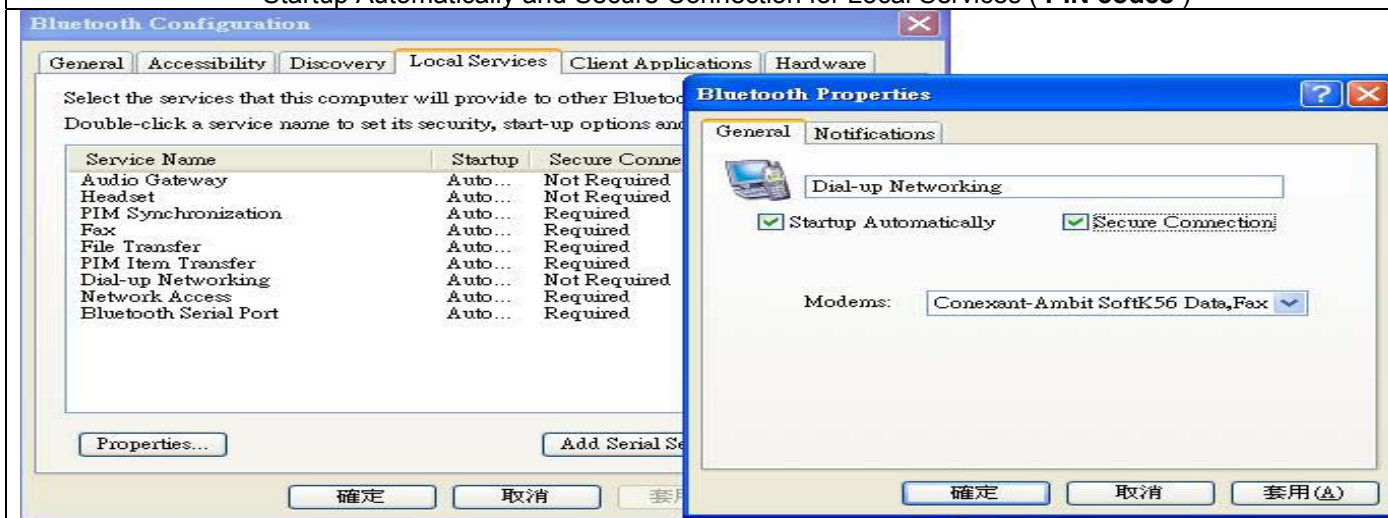 Startup Automatically and Secure Connection for Local Services ( PIN codes )
Bluetooth Configuration
General Accessibility Discovery Local Services Client Applications Hardware
Select the services that this computer will provide to other
Double-click a service name to set its security, start-up options
Service Name Startup Secure
Audio Gateway Auto... Not Required
Headset Auto... Not Required
PIM Synchronization Auto... Required
Fax Auto... Required
File Transfer Auto... Required
PIM Item Transfer Auto... Required
Dial-up Networking Auto... Not Required
Network Access Auto... Required
Bluetooth Serial Port Auto... Required
Properties... Add Serial
確定 取消
Bluetooth Properties
General Notifications
Dial-up Networking
Startup Automatically Secure Connection
Modems: Conexant-Ambit SoftK56 Data,Fax
確定 取消 套用(A)